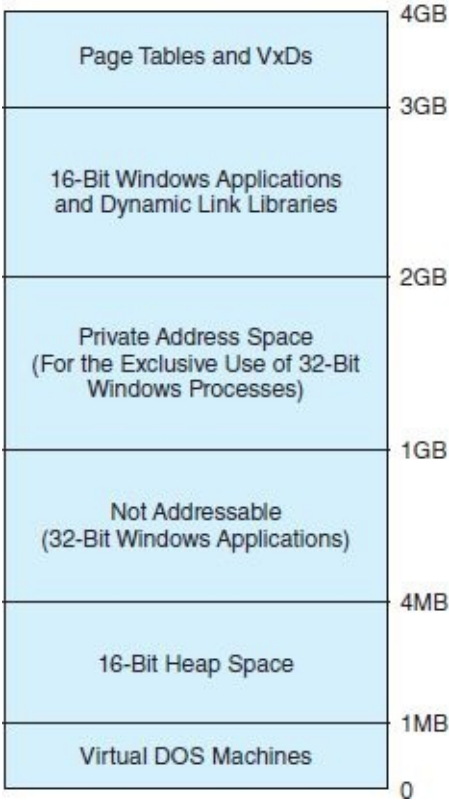 4GB
Page Tables and VxDs
3GB
16-Bit Windows Applications
and Dynamic Link Libraries
2GB
Private Address Space
(For the Exclusive Use of 32-Bit
Windows Processes)
1GB
Not Addressable
(32-Bit Windows Applications)
4MB
16-Bit Heap Space
1MB
Virtual DOS Machines
0